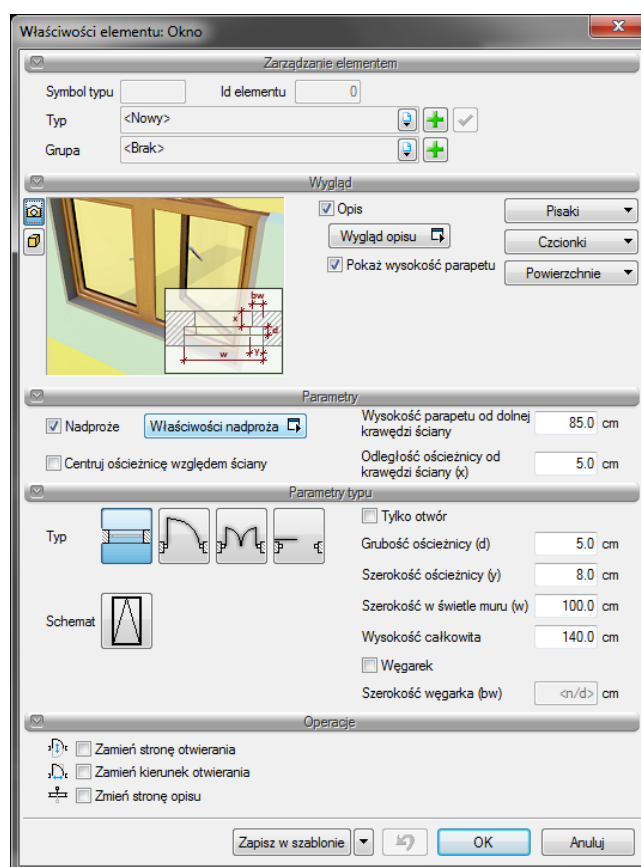 Właściwości elementu: Okno
Zarządzanie elementem
Symbol typu Id elementu 0
Typ <Nowy>
Grupa <Brak>
Wygląd
Opis Pisaki
Wygląd opisu Czcionki
Pokaż wysokość parapetu Powierzchnie
bw
x
d
w y
Parametry
Nadproże Właściwości nadproża
Wysokość parapetu od dolnej
krawędzi ściany 85.0 cm
Centruj ościeżnicę względem ściany
Odległość ościeżnicy od
krawędzi ściany (x) 5.0 cm
Parametry typu
Typ
Tylko otwór
Grubość ościeżnicy (d) 5.0 cm
Szerokość ościeżnicy (y) 8.0 cm
Schemat
Szerokość w świetle muru (w) 100.0 cm
Wysokość całkowita 140.0 cm
Węgarek
Szerokość węgarka (bw) <n/d> cm
Operacje
Zamień stronę otwierania
Zamień kierunek otwierania
Zmień stronę opisu
Zapisz w szablonie OK Anuluj